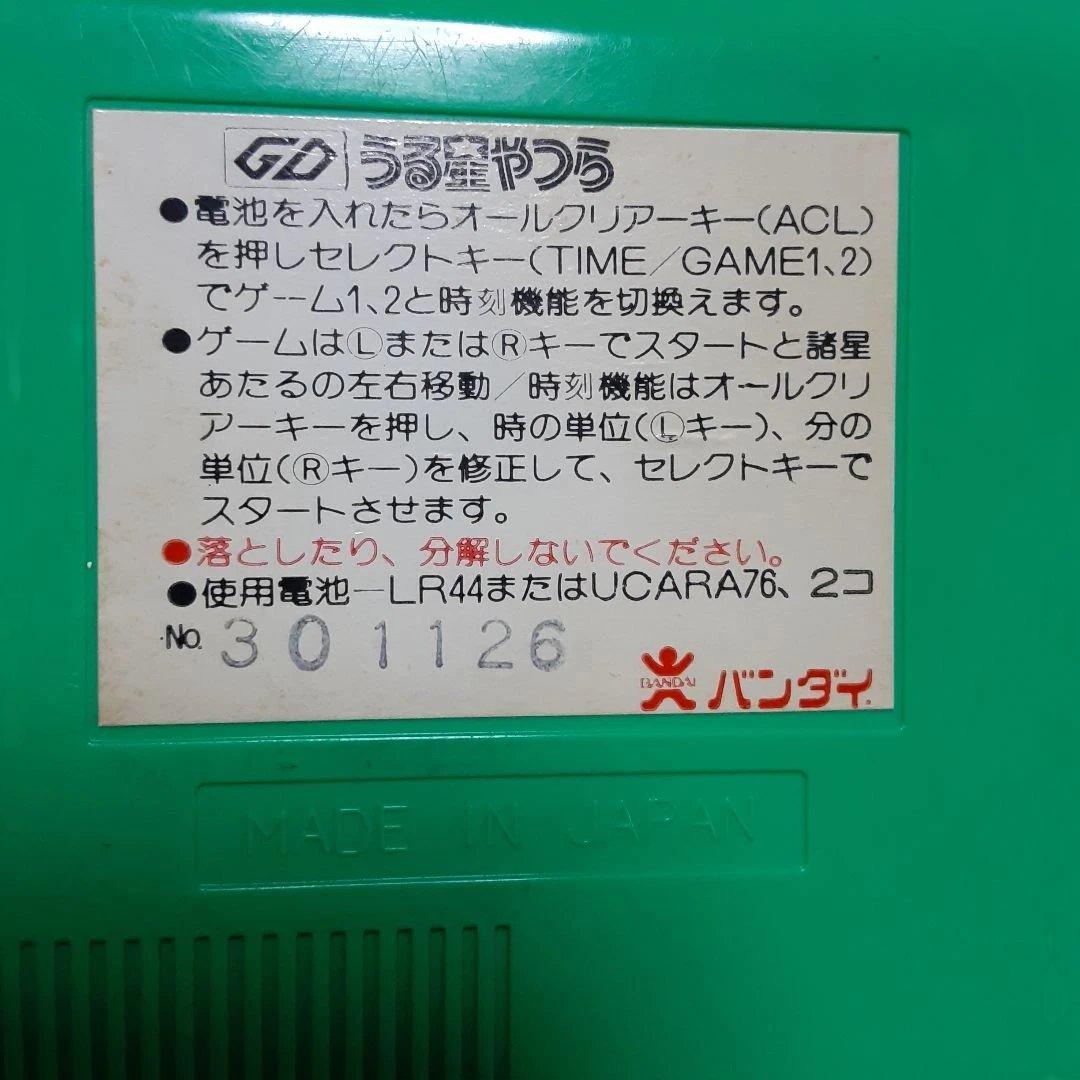 GD うる星やつら
●電池を入れたらオールクリアーキー(ACL)
を押しセレクトキー(TIME/GAME1、2)
でゲーム1、2と時刻機能を切換えます。
●ゲームはⓁまたはⓇキーでスタートと諸星
あたるの左右移動/時刻機能はオールクリ
アーキーを押し、時の単位(Ⓛキー)、分の
単位(Ⓡキー)を修正して、セレクトキーで
スタートさせます。
●落としたり、分解しないでください。
●使用電池―LR44またはUCARA76、2コ
No. 301126
BANDAI バンダイ
MADE IN JAPAN